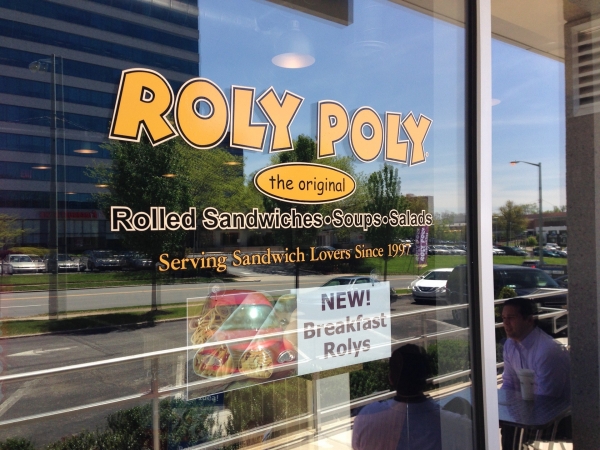 ROLY POLY
the original
Rolled Sandwiches • Soups • Salads
Serving Sandwich Lovers Since 1997
NEW!
Breakfast
Rolys